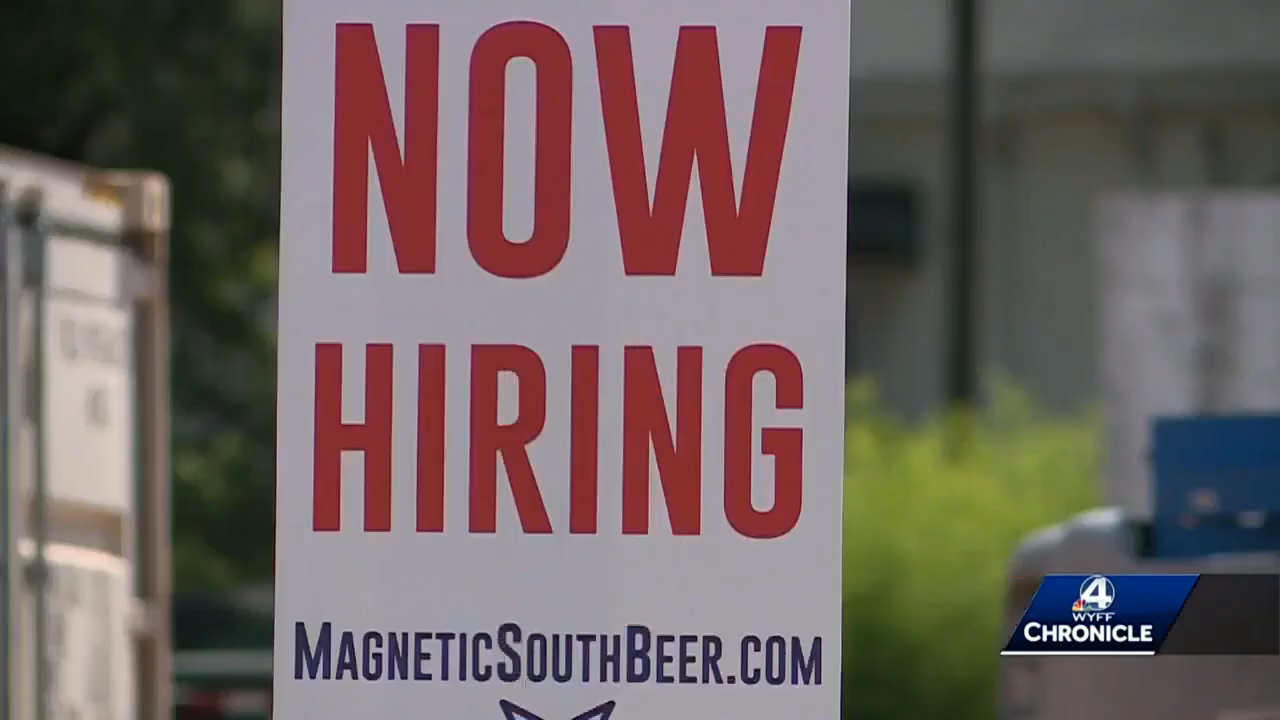 NOW
HIRING
MAGNETICSOUTHBEER.COM
4
WYFF
CHRONICLE